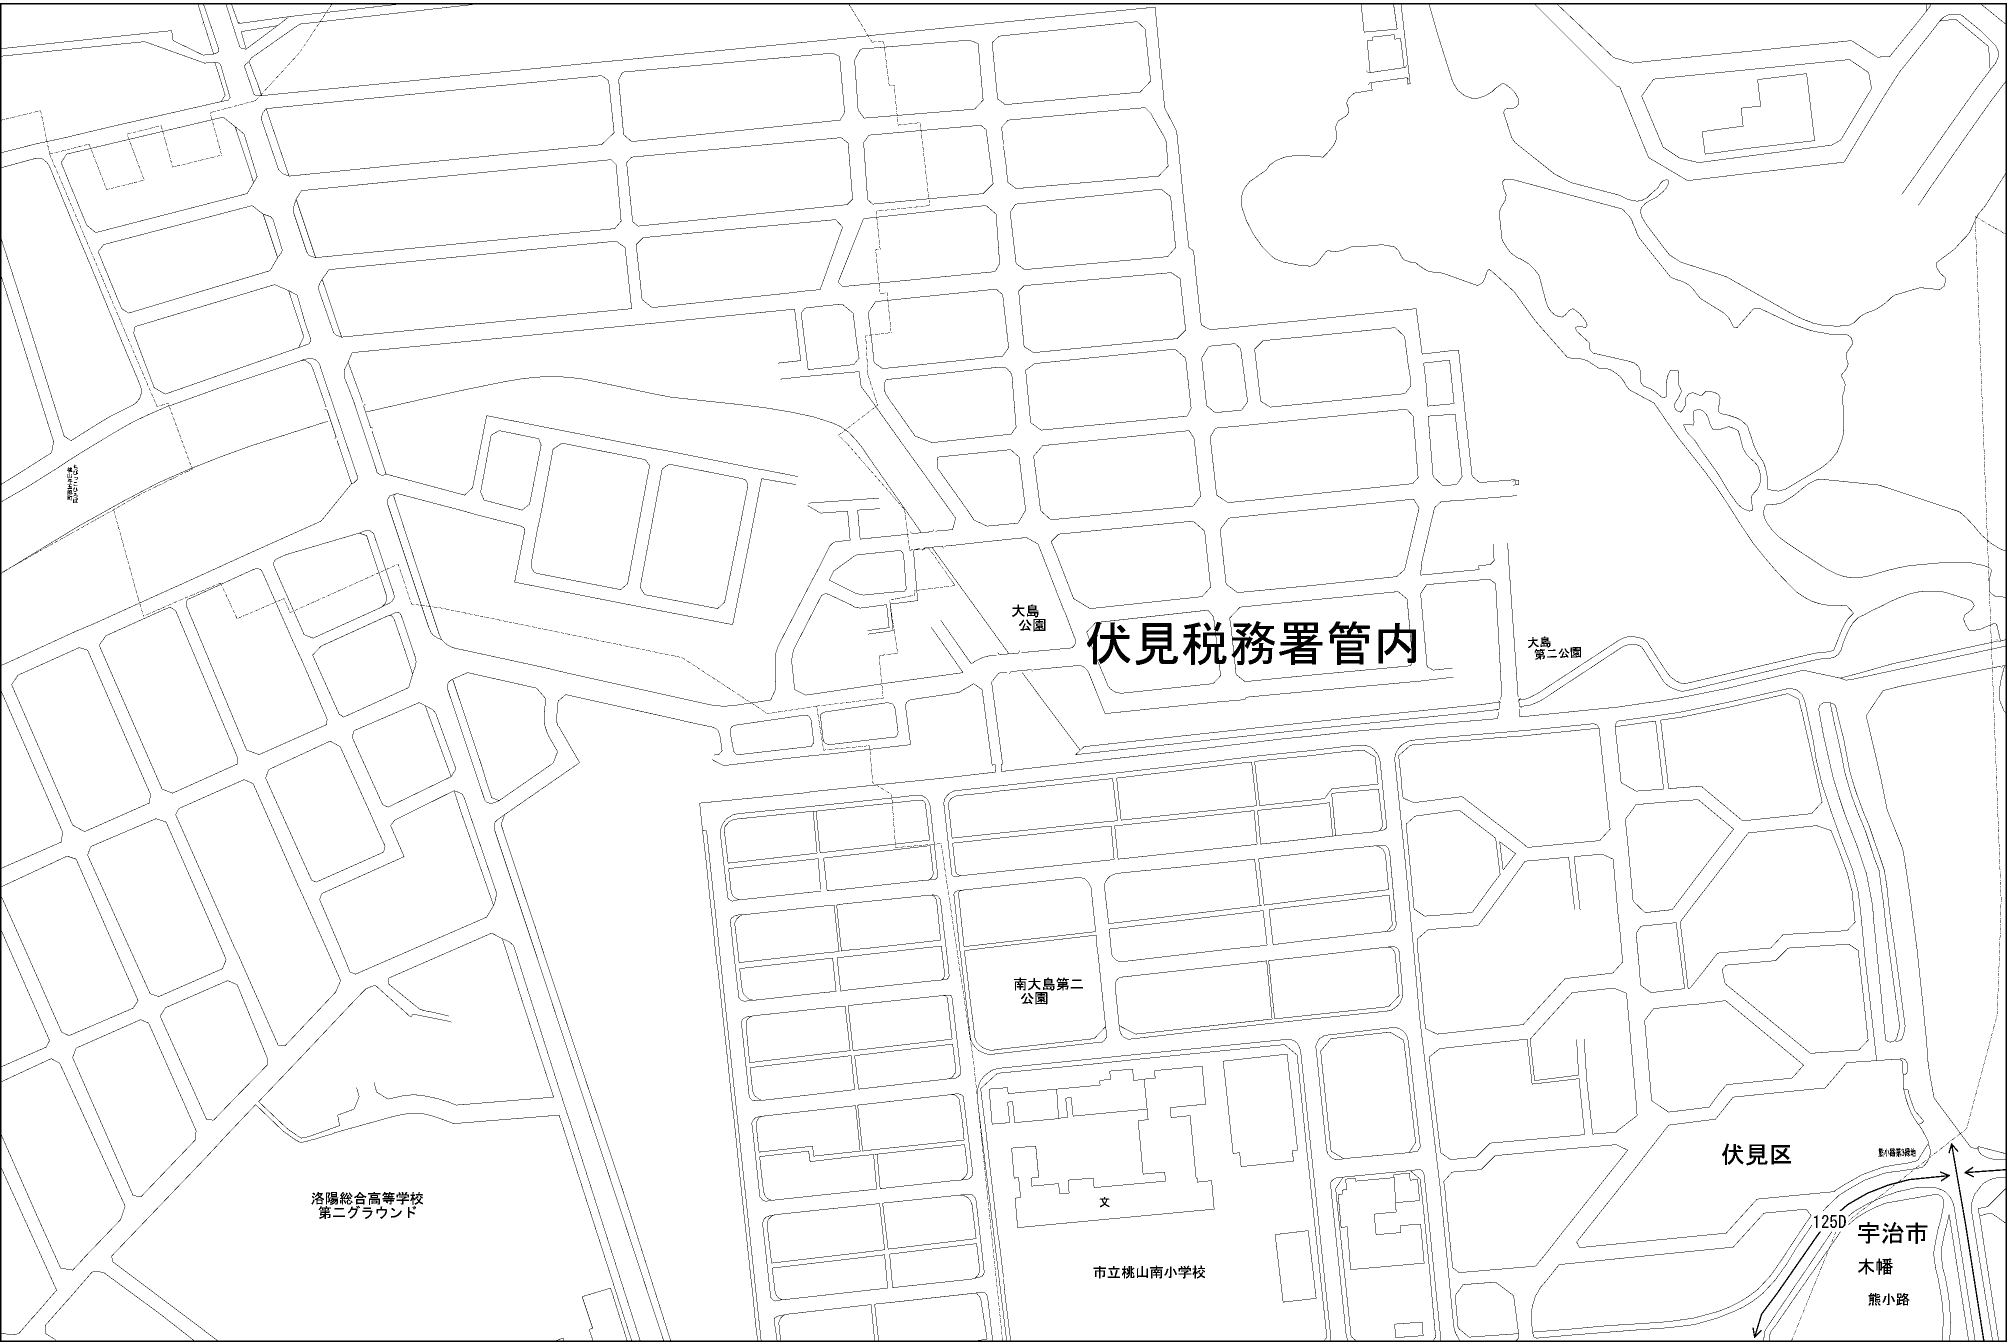 大島
公園
伏見税務署管内
大島
第二公園
南大島第二
公園
伏見区
洛陽総合高等学校
第二グラウンド
文
125D
宇治市
木幡
市立桃山南小学校
熊小路